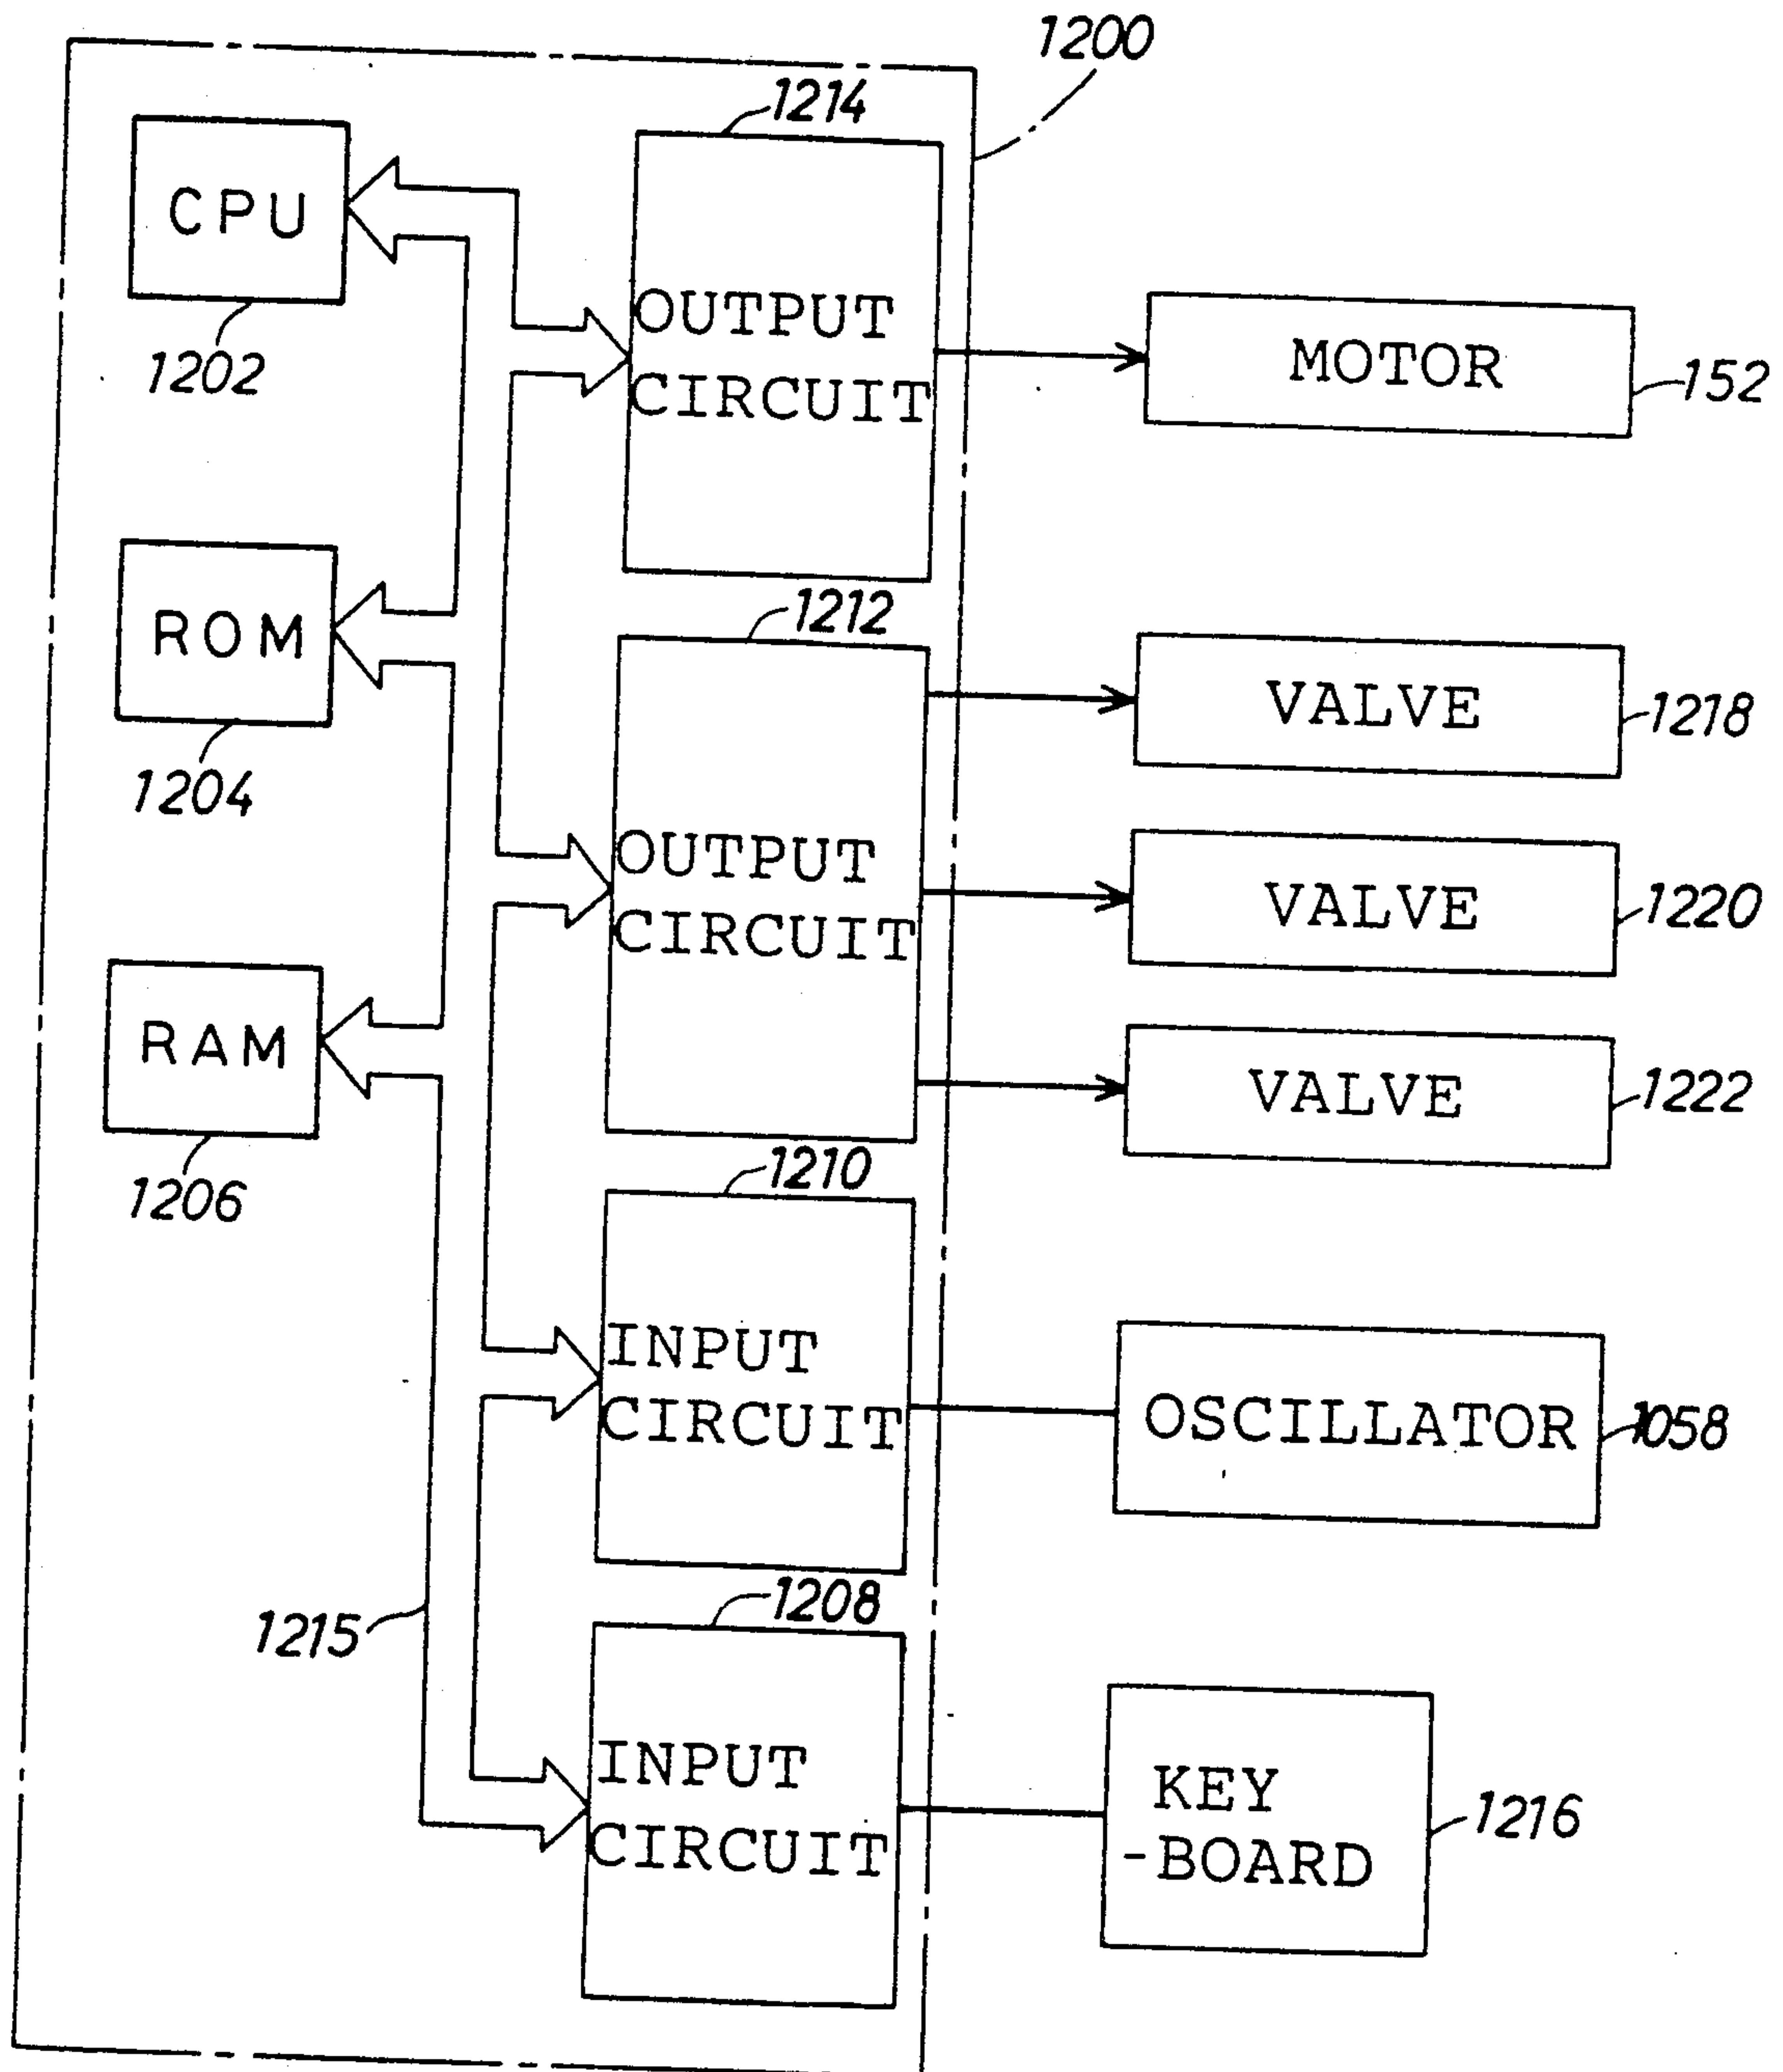 1200
1214
CPU
1202
OUTPUT
CIRCUIT
MOTOR
152
ROM
1204
1212
OUTPUT
CIRCUIT
VALVE
1218
VALVE
1220
VALVE
1222
RAM
1206
1210
INPUT
CIRCUIT
OSCILLATOR
1058
1215
1208
INPUT
CIRCUIT
KEY
-BOARD
1216